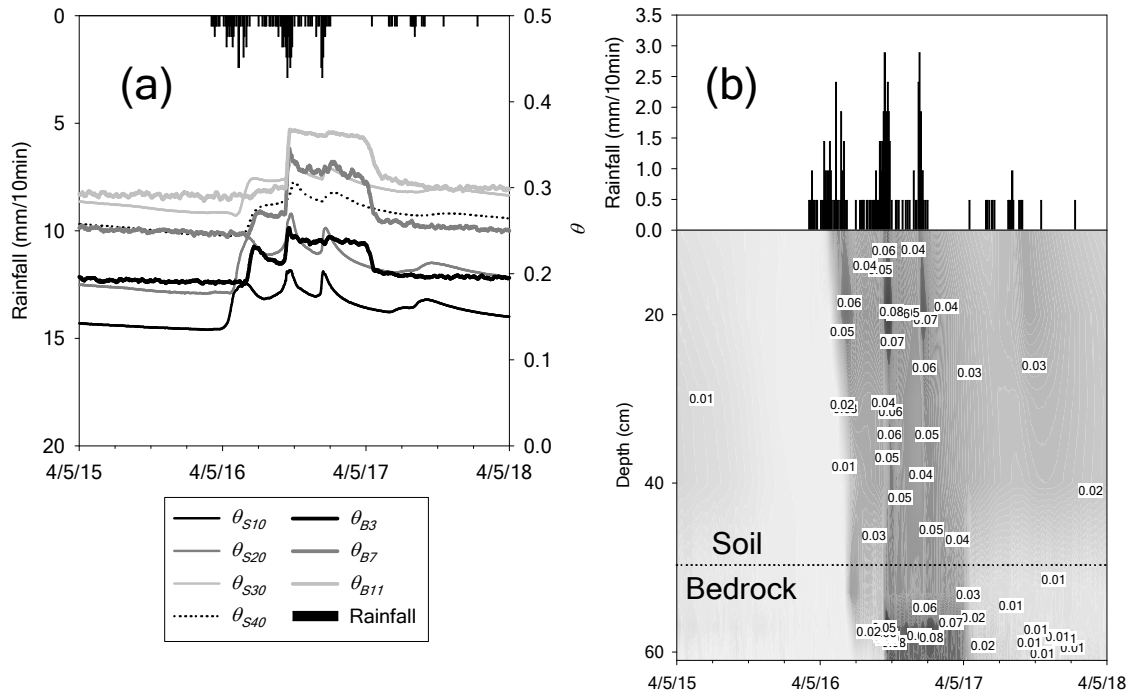 (a)
Rainfall (mm/10min)
0
5
10
15
20
0.5
0.4
0.3
0.2
0.1
0.0
θ
4/5/15 4/5/16 4/5/17 4/5/18
θS10 θB3
θS20 θB7
θS30 θB11
θS40 Rainfall
(b)
Rainfall (mm/10min)
3.5
3.0
2.5
2.0
1.5
1.0
0.5
0.0
Depth (cm)
20
40
60
0.06 0.04
0.04 0.05
0.06 0.08 0.04
0.05 0.07
0.07
0.06 0.03 0.03
0.01 0.02 0.04
0.06
0.06 0.05
0.01 0.05 0.04
0.05 0.02
0.03 0.05 0.04
Soil
Bedrock
0.01
0.03
0.04 0.01
0.02
0.02 0.05 0.07 0.01
0.08 0.02 0.01
0.01
0.01
4/5/15 4/5/16 4/5/17 4/5/18